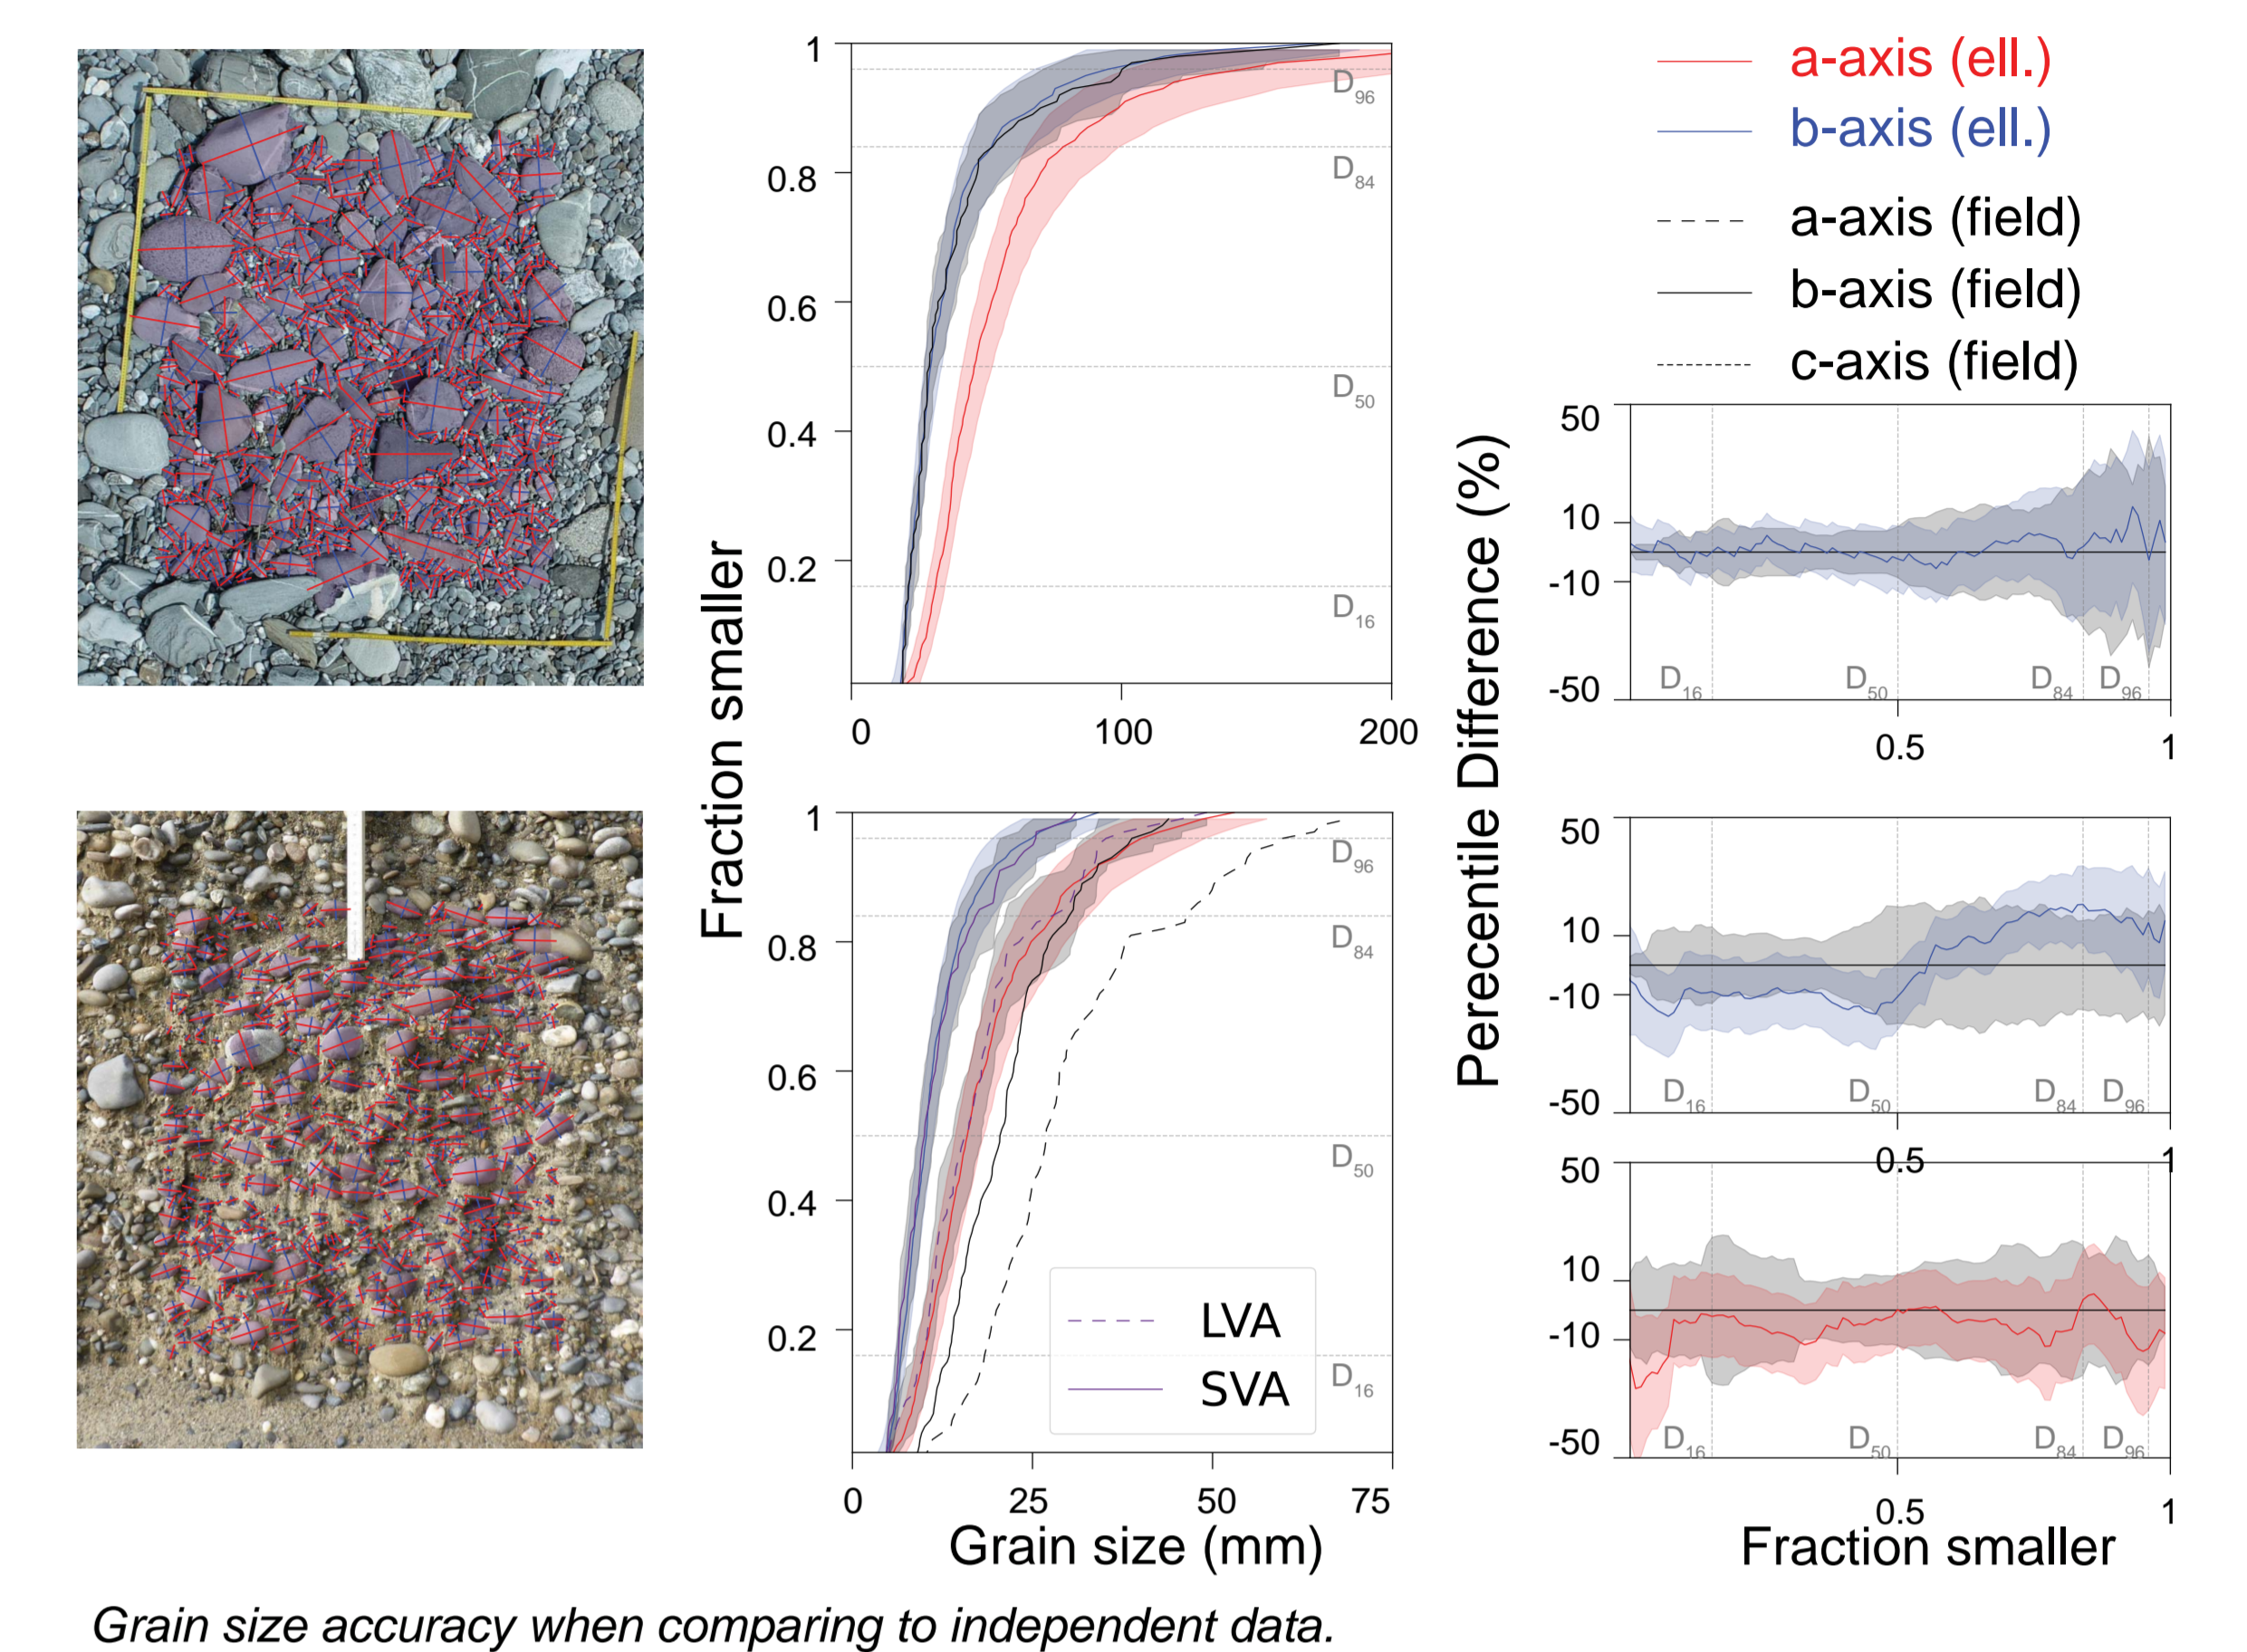 a-axis (ell.)
b-axis (ell.)
a-axis (field)
b-axis (field)
c-axis (field)
Fraction smaller
1
0.8
0.6
0.4
0.2
D96
D84
D50
D16
0
100
200
Perecentile Difference (%)
50
10
-10
-50
D16
D50
D84
D96
0.5
1
1
0.8
0.6
0.4
0.2
D96
D84
D50
D16
LVA
SVA
0
25
50
75
Grain size (mm)
50
10
-10
-50
D16
D50
D84
D96
0.5
1
50
10
-10
-50
D16
D50
D84
D96
0.5
1
Fraction smaller
Grain size accuracy when comparing to independent data.